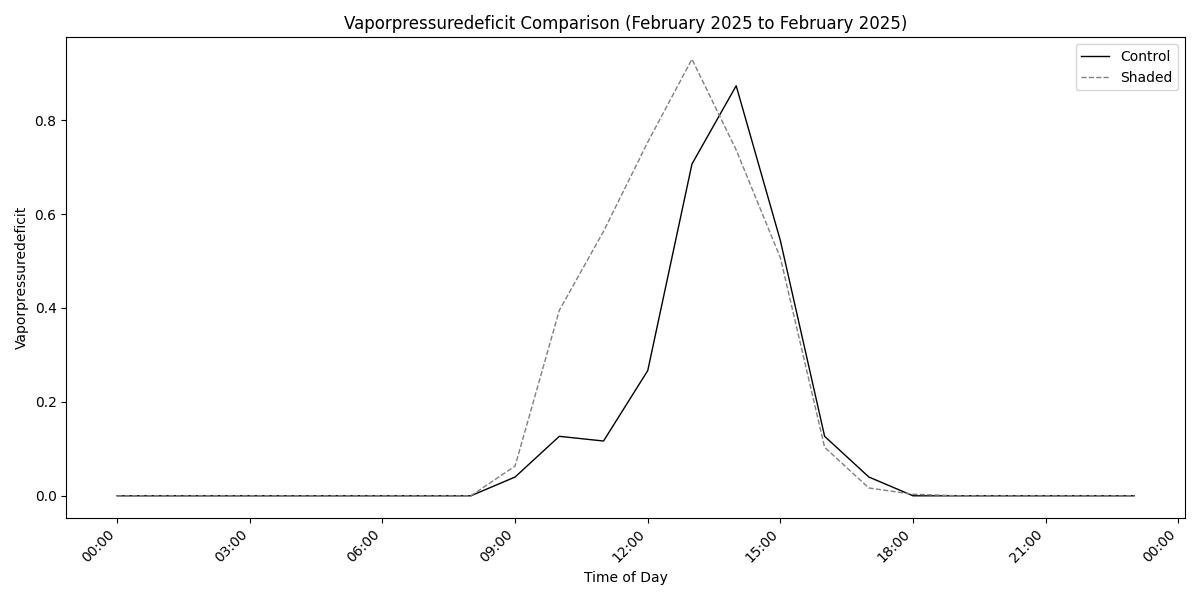 Vaporpressuredeficit Comparison (February 2025 to February 2025)
Control
Shaded
Vaporpressuredeficit
0.8
0.6
0.4
0.2
0.0
00:00
03:00
06:00
09:00
12:00
15:00
18:00
21:00
00:00
Time of Day